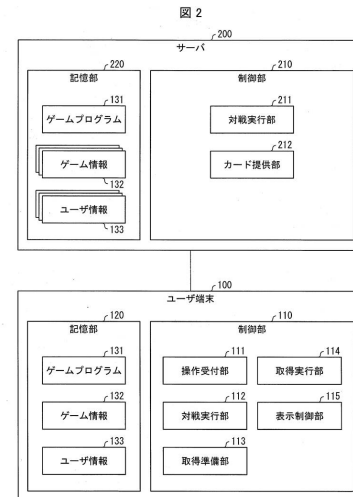 図2
200
サーバ
220
記憶部
131
ゲームプログラム
ゲーム情報
132
ユーザ情報
133
210
制御部
211
対戦実行部
212
カード提供部
100
ユーザ端末
120
記憶部
131
ゲームプログラム
132
ゲーム情報
133
ユーザ情報
110
制御部
111
操作受付部
114
取得実行部
112
対戦実行部
115
表示制御部
113
取得準備部